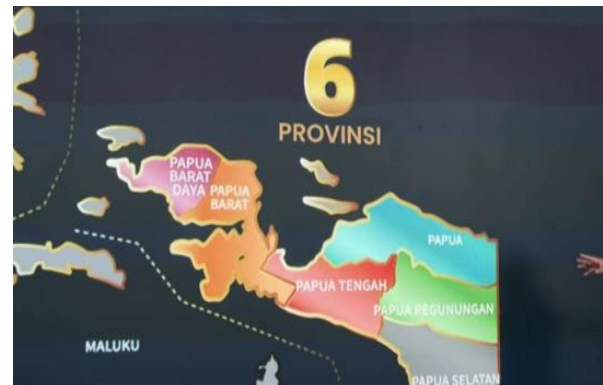 6
PROVINSI
PAPUA
BARAT
DAYA
PAPUA
BARAT
PAPUA
PAPUA TENGAH
PAPUA PEGUNUNGAN
MALUKU
PAPUA SELATAN